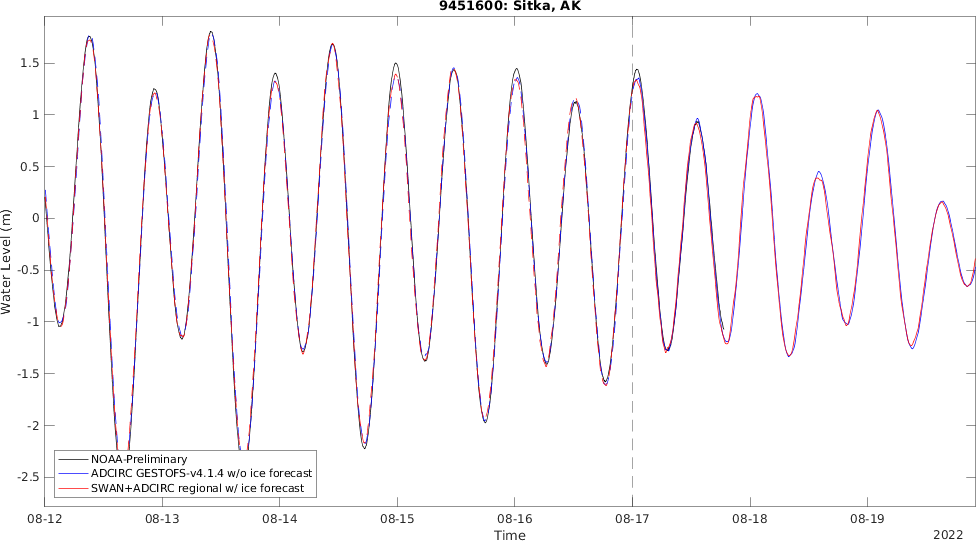 9451600: Sitka, AK
1.5
1
0.5
0
-0.5
-1
-1.5
-2
-2.5
Water Level (m)
NOAA-Preliminary
ADCIRC GESTOFS-v4.1.4 w/o ice forecast
SWAN+ADCIRC regional w/ ice forecast
08-12 08-13 08-14 08-15 08-16 08-17 08-18 08-19
Time
2022